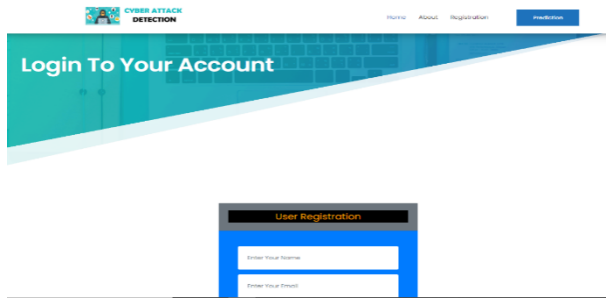 CYBER ATTACK
DETECTION
Home About Registration Prediction
Login To Your Account
User Registration
Enter Your Name
Enter Your Email